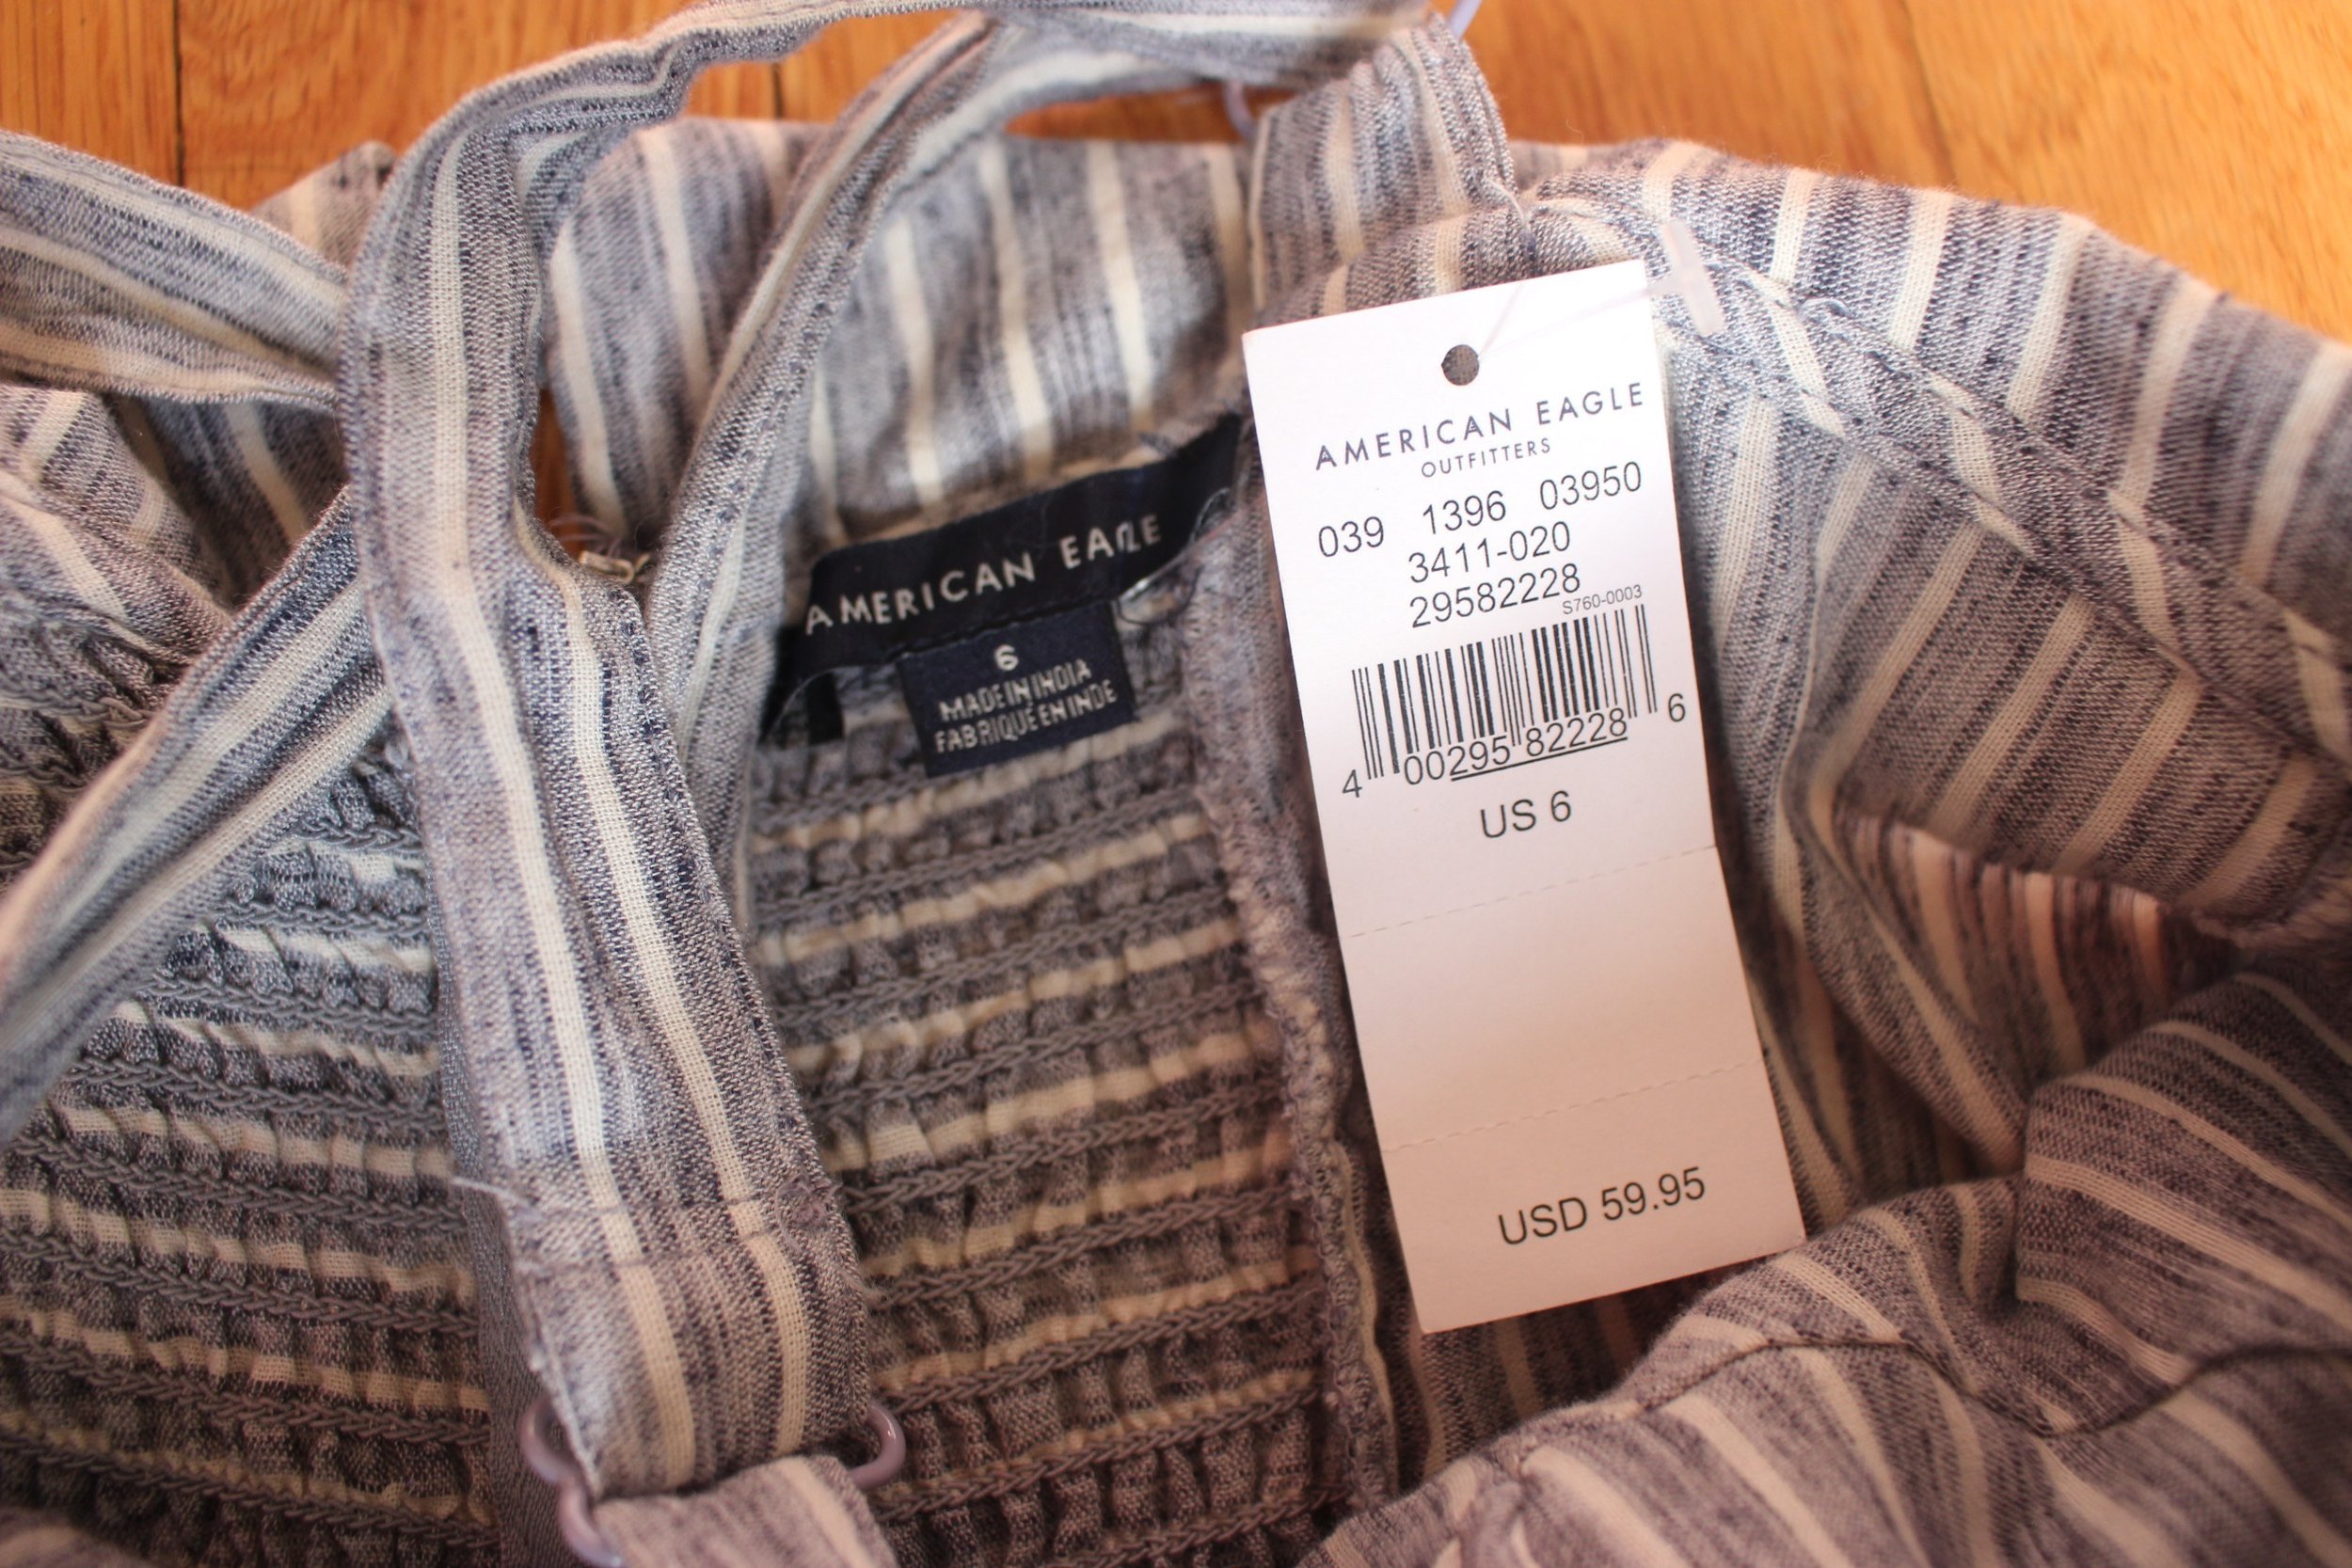 AMERICAN EAGLE
6
MADE IN INDIA
FABRIQUÉ EN INDE
AMERICAN EAGLE
OUTFITTERS
039 1396 03950
3411-020
29582228
S760-0003
4 00295 82228 6
US 6
USD 59.95